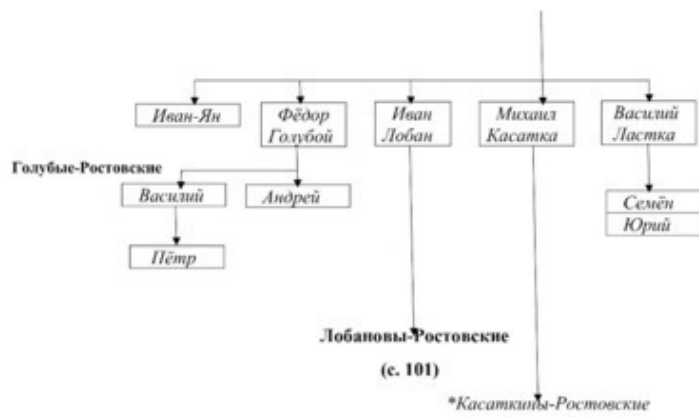 Иван-Ян
Фёдор
Голубой
Иван
Лобан
Михаил
Касатка
Василий
Ластка
Голубые-Ростовские
Василий
Андрей
Семён
Юрий
Пётр
Лобановы-Ростовские
(с. 101)
*Касаткины-Ростовские